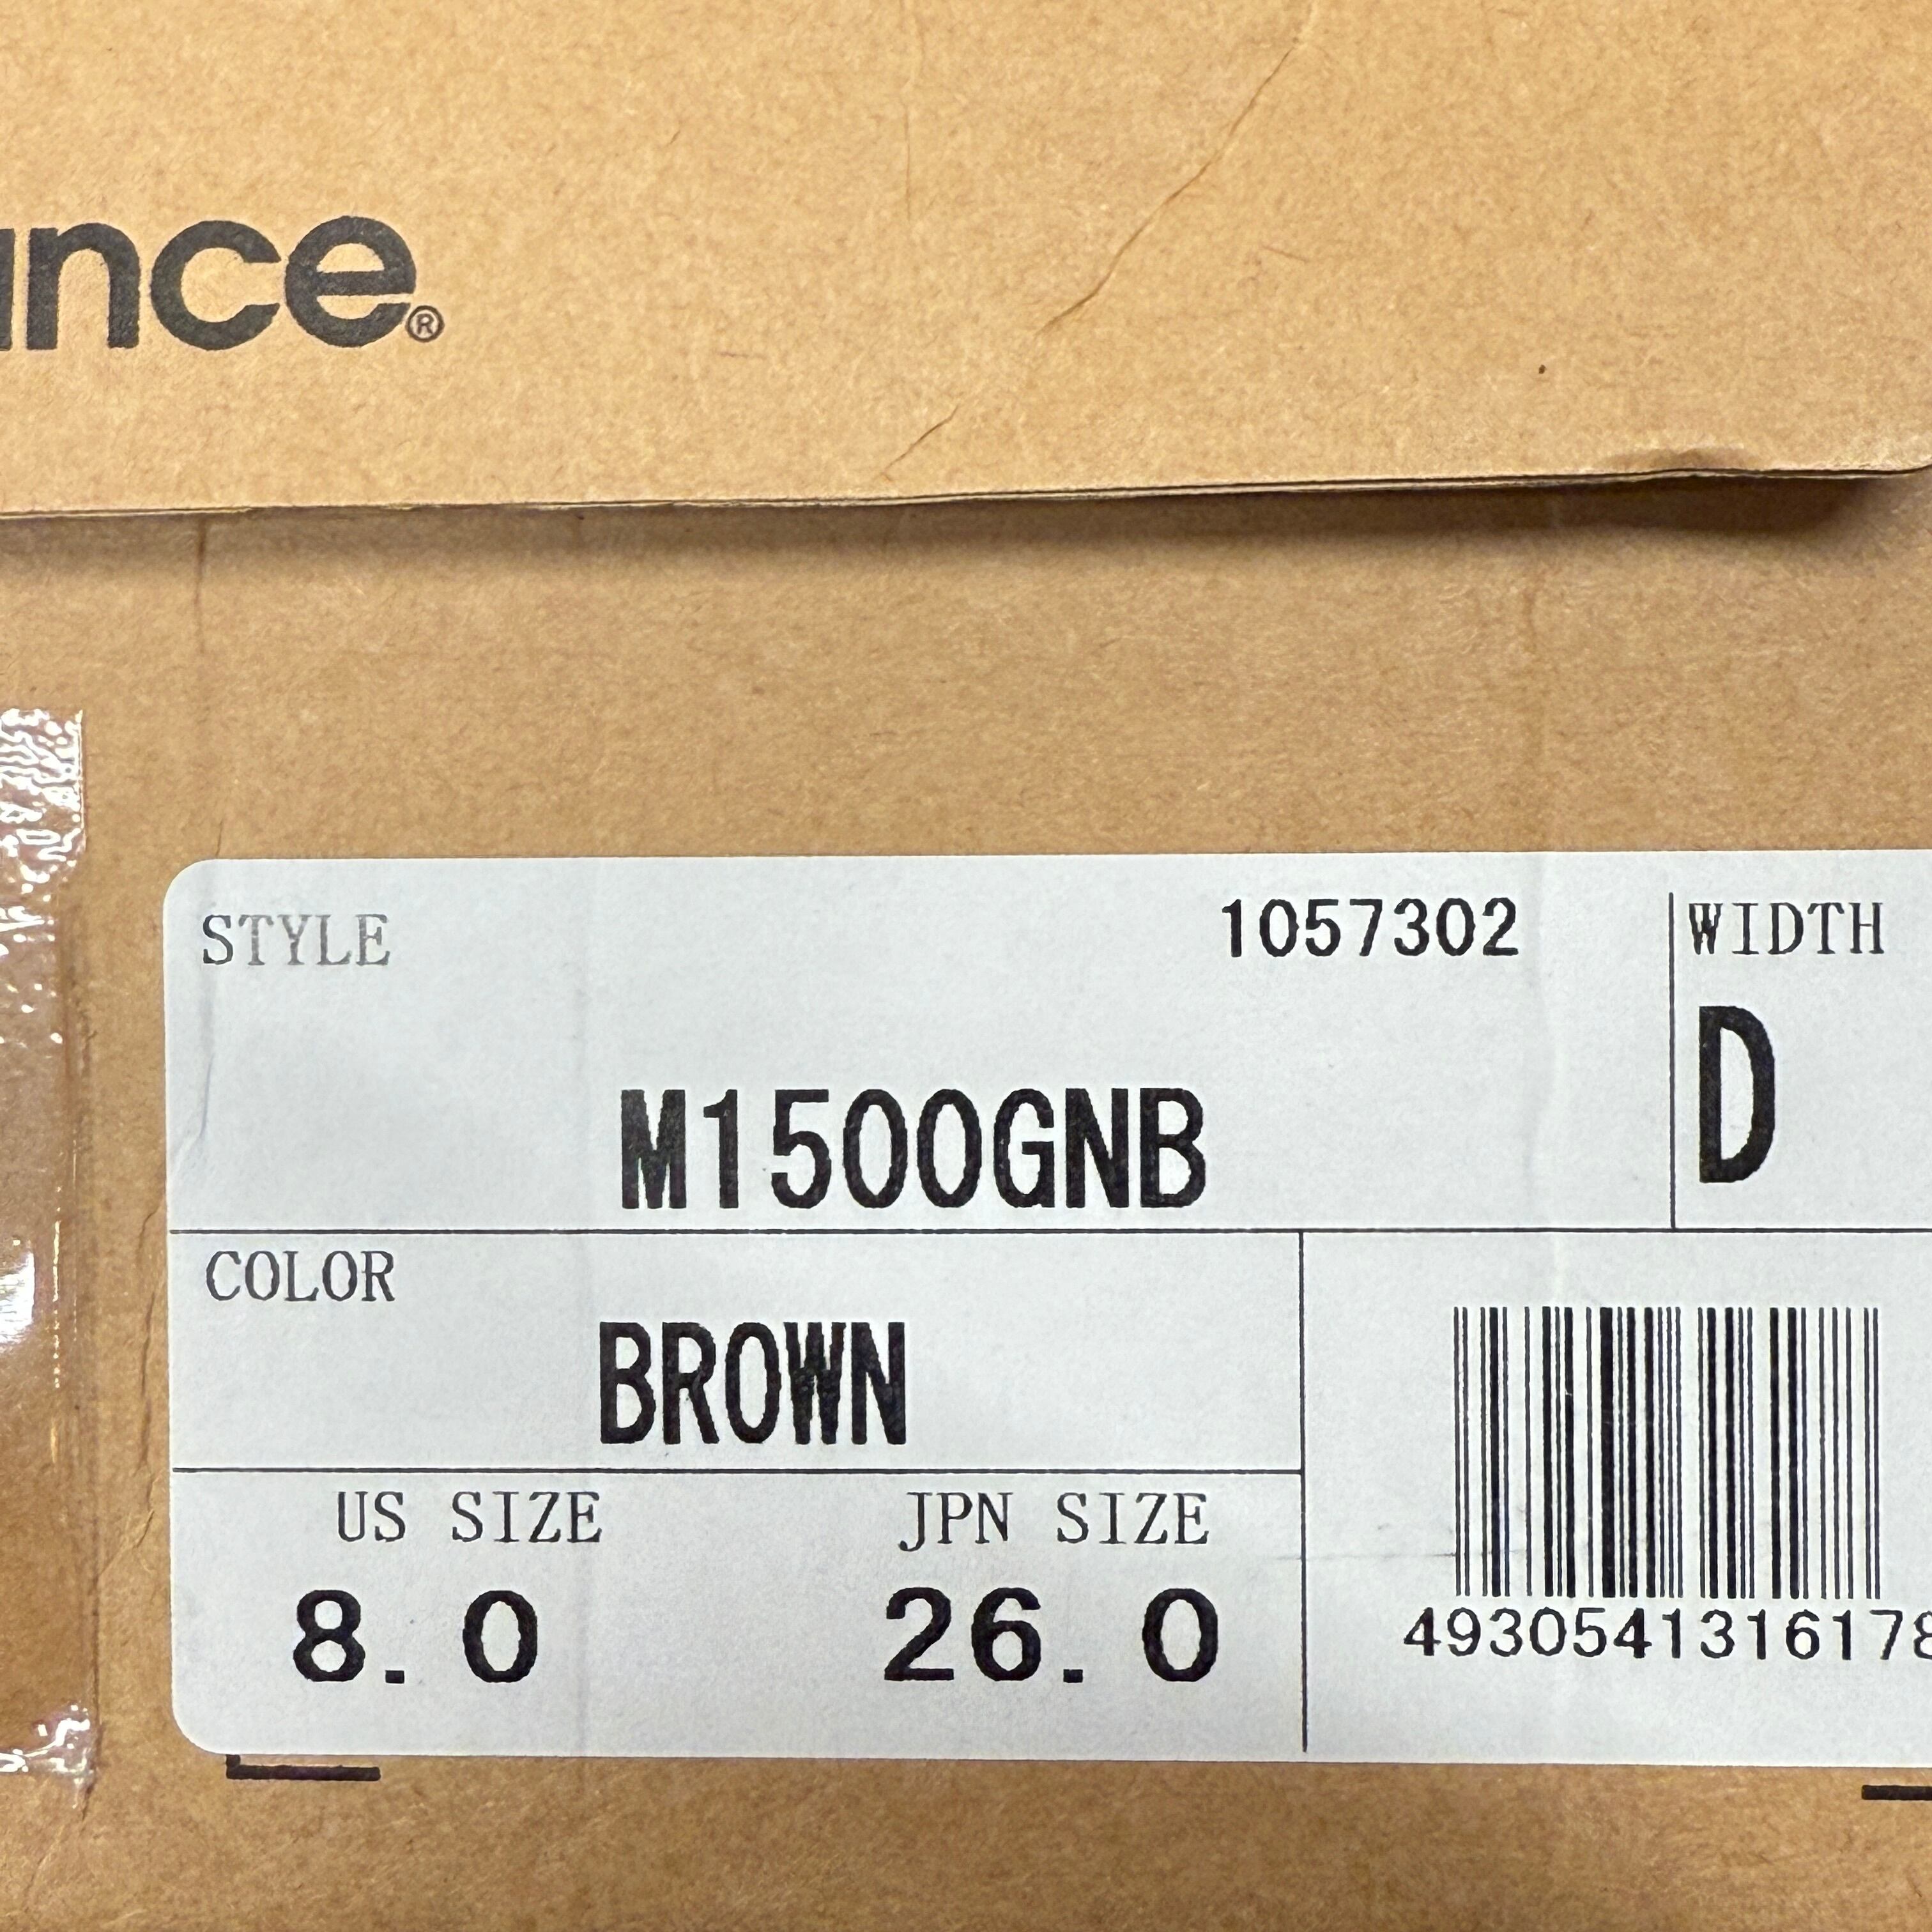 ance®
STYLE 1057302 WIDTH
M1500GNB D
COLOR
BROWN
US SIZE JPN SIZE
8.0 26.0
4930541316178